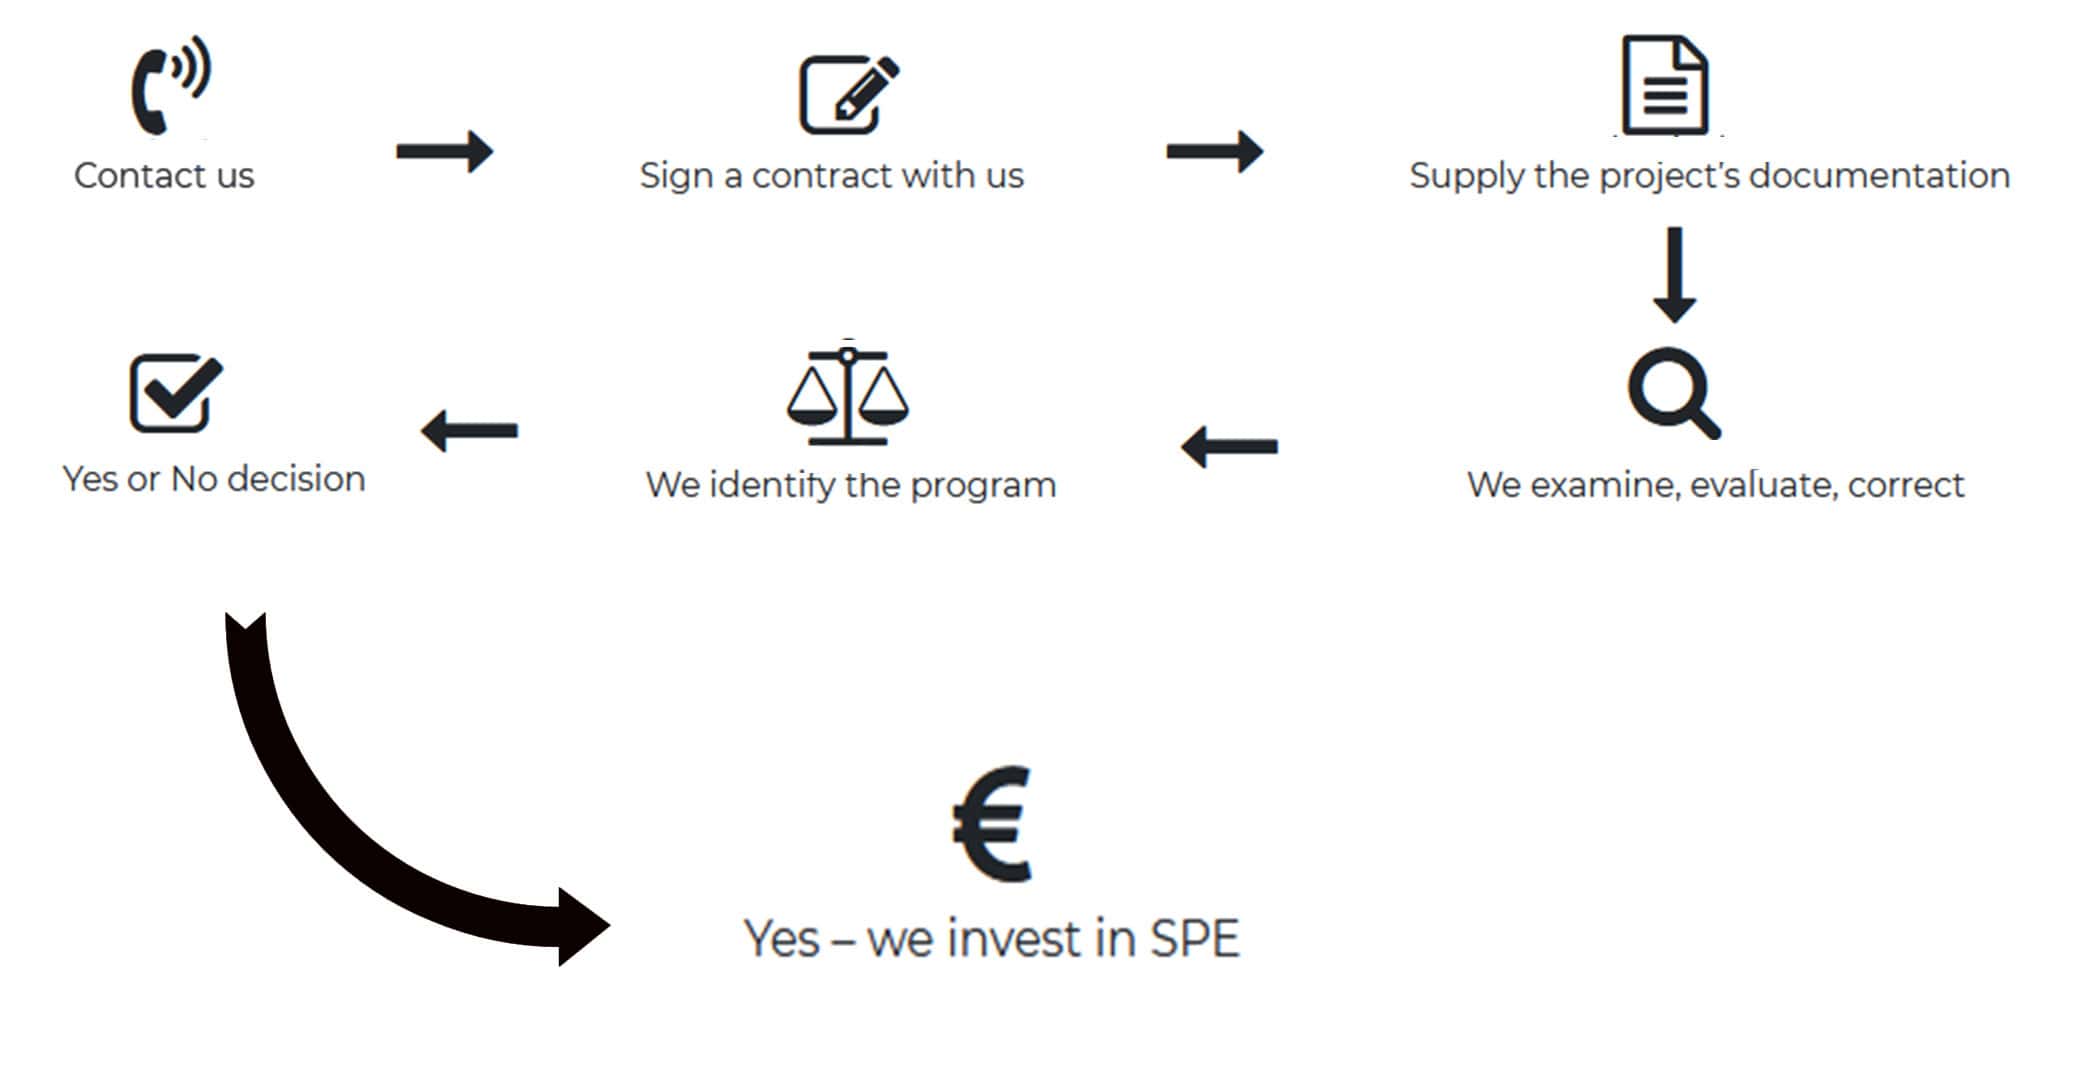 Contact us
Sign a contract with us
Supply the project's documentation
We examine, evaluate, correct
We identify the program
Yes or No decision
€
Yes – we invest in SPE